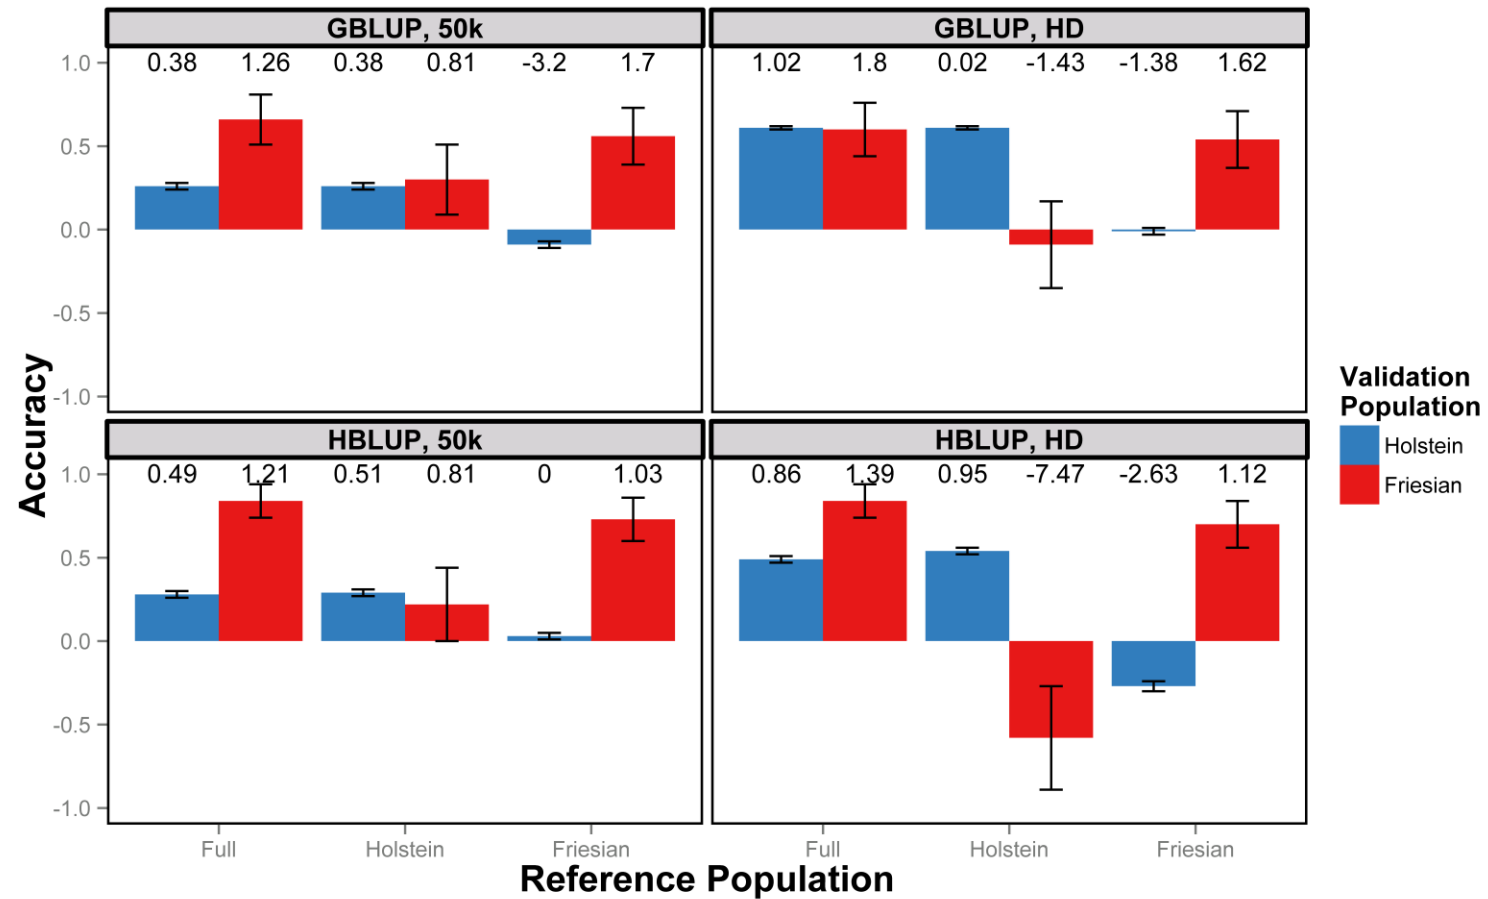 GBLUP, 50k
GBLUP, HD
1.0
0.38 1.26 0.38 0.81 -3.2 1.7
1.02 1.8 0.02 -1.43 -1.38 1.62
0.5
0.0
-0.5
-1.0
Accuracy
HBLUP, 50k
HBLUP, HD
1.0
0.49 1.21 0.51 0.81 0 1.03
0.86 1.39 0.95 -7.47 -2.63 1.12
0.5
0.0
-0.5
-1.0
Full Holstein Friesian
Full Holstein Friesian
Reference Population
Validation
Population
Holstein
Friesian